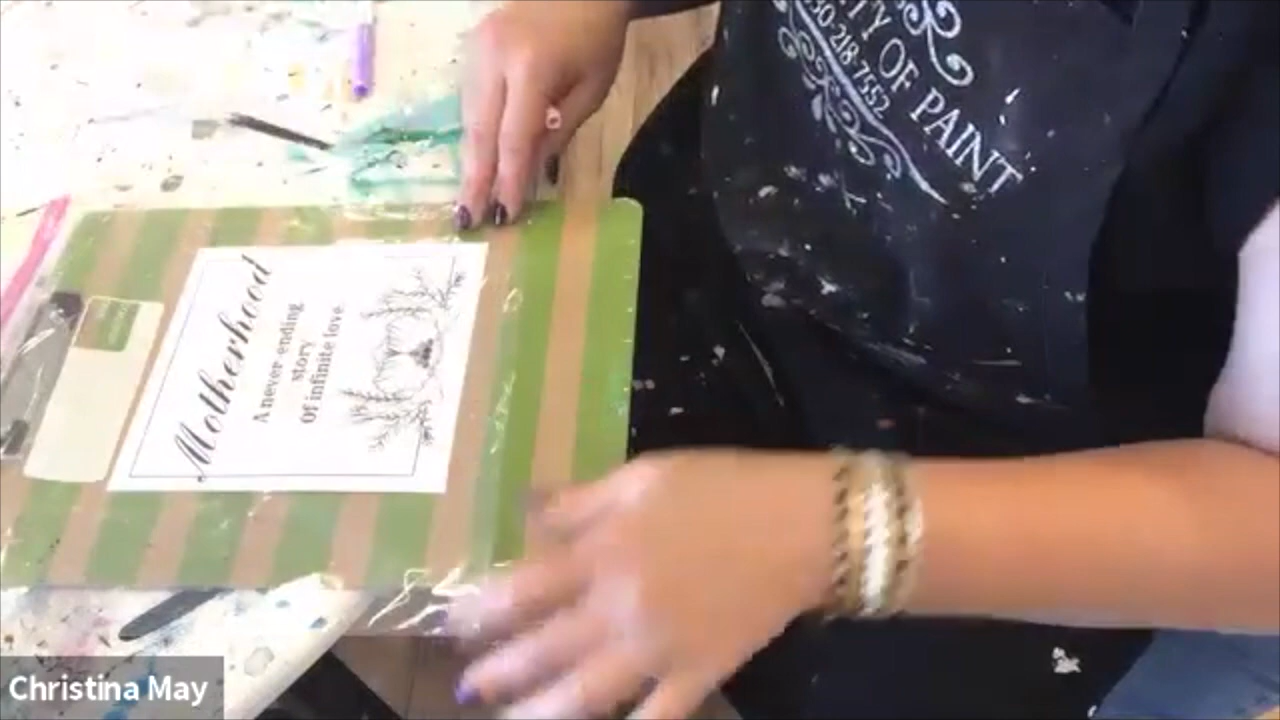 TY OF PAINT
30-218-7552
Motherhood
A never-ending
story
Of infinite love
Christina May